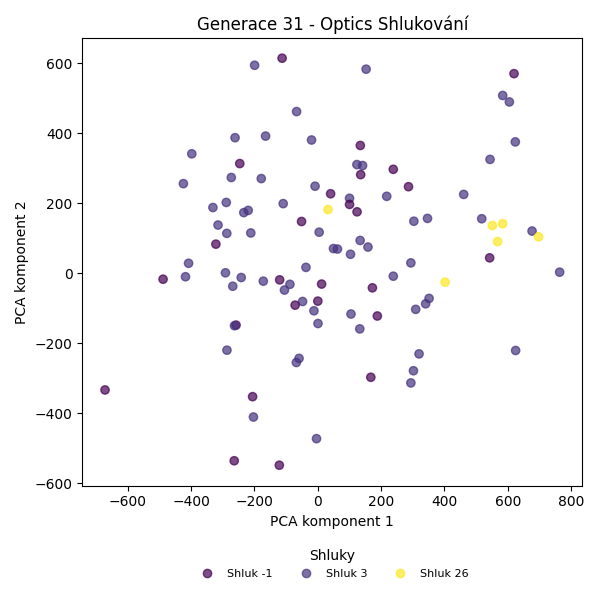 Generace 31 - Optics Shlukování
600
400
200
0
−200
−400
−600
PCA komponent 2
−600 −400 −200 0 200 400 600 800
PCA komponent 1
Shluky
Shluk -1 Shluk 3 Shluk 26